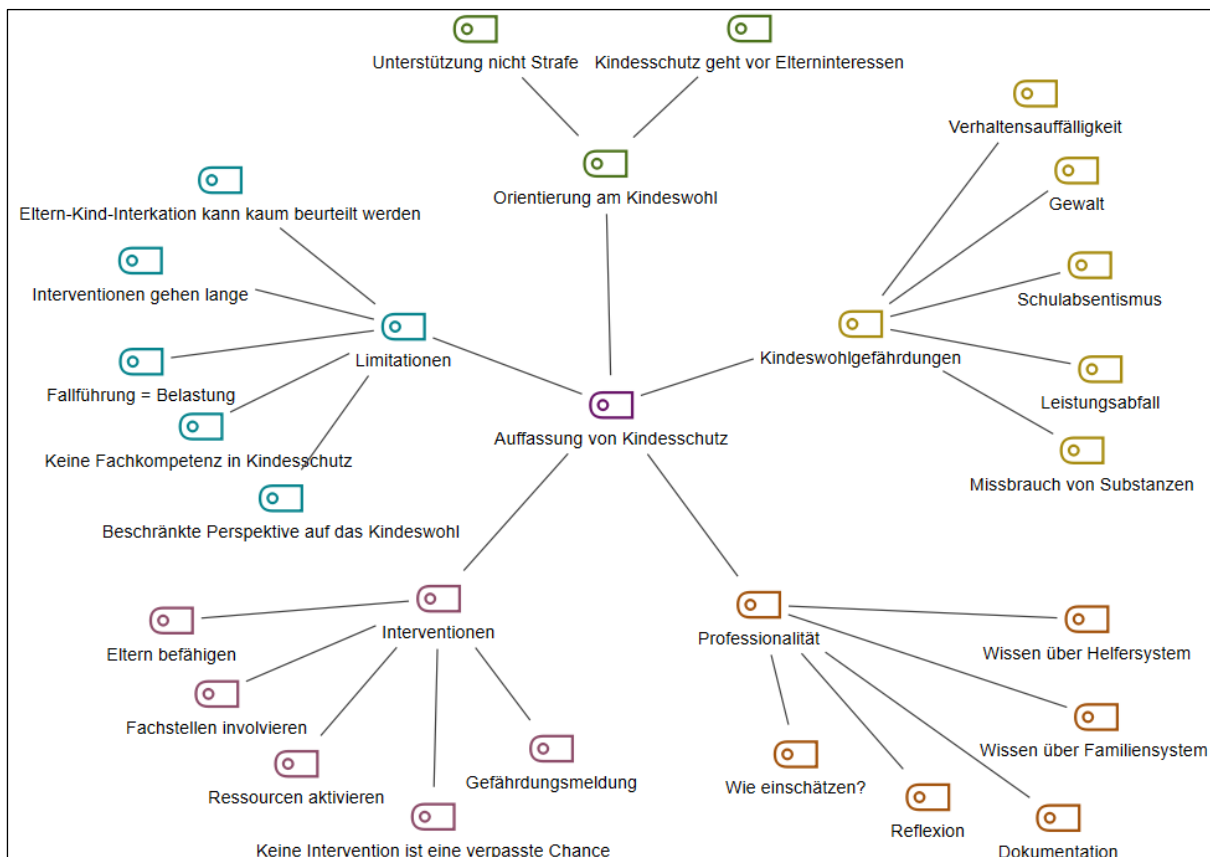 Unterstützung nicht Strafe
Kindesschutz geht vor Elterninteressen
Verhaltensauffälligkeit
Orientierung am Kindeswohl
Gewalt
Eltern-Kind-Interkation kann kaum beurteilt werden
Interventionen gehen lange
Schulabsentismus
Limitationen
Kindeswohlgefährdungen
Fallführung = Belastung
Leistungsabfall
Auffassung von Kindesschutz
Keine Fachkompetenz in Kindesschutz
Missbrauch von Substanzen
Beschränkte Perspektive auf das Kindeswohl
Interventionen
Professionalität
Eltern befähigen
Wissen über Helfersystem
Fachstellen involvieren
Wissen über Familiensystem
Gefährdungsmeldung
Wie einschätzen?
Ressourcen aktivieren
Reflexion
Keine Intervention ist eine verpasste Chance
Dokumentation